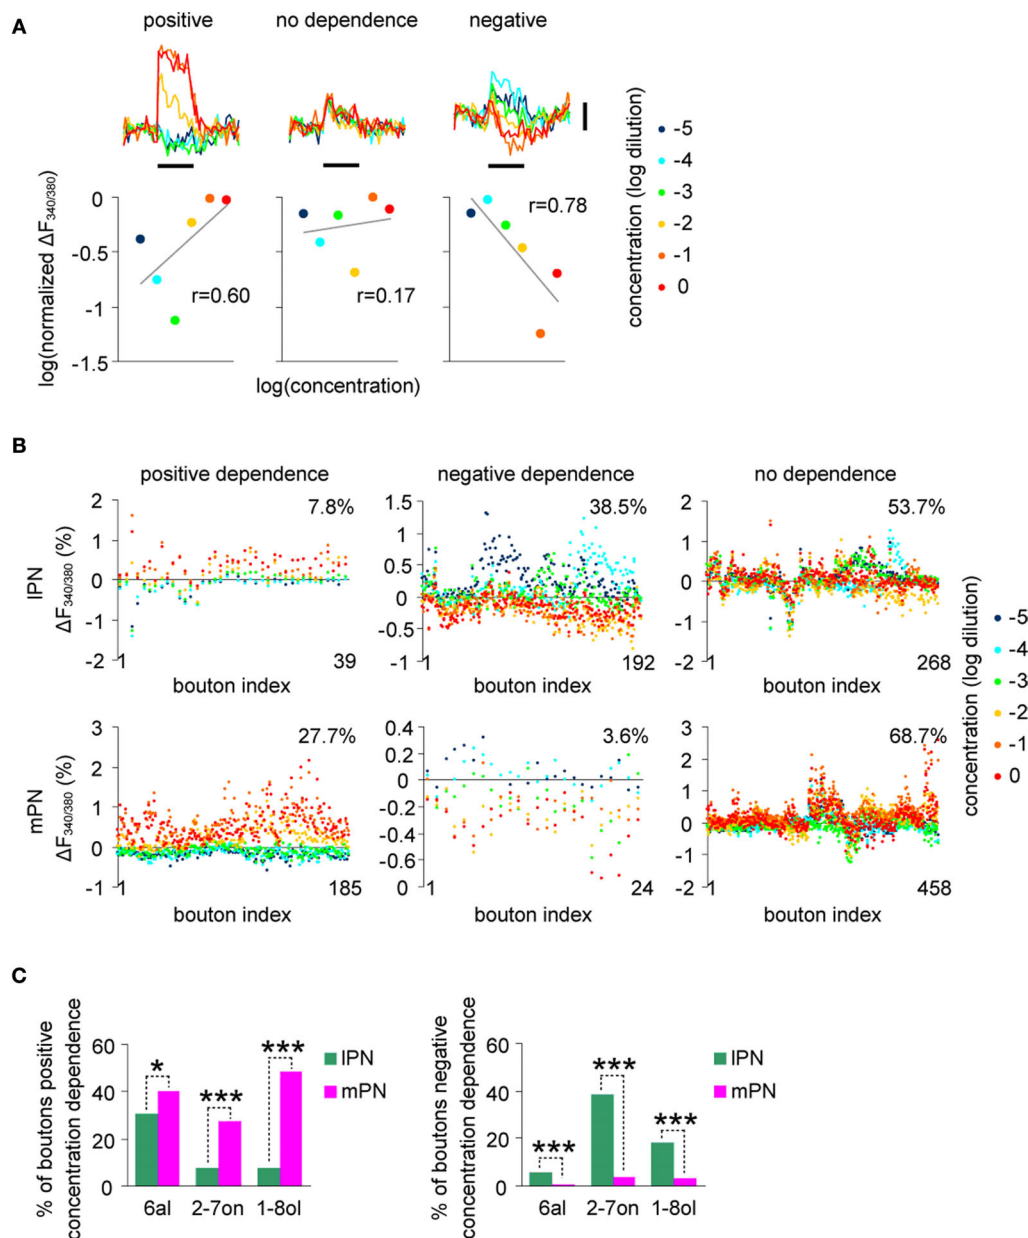 A
positive
no dependence
negative
concentration (log dilution)
-5
-4
-3
-2
-1
0
log(normalized ΔF340/380)
0
-0.5
-1
-1.5
r=0.60
r=0.17
r=0.78
log(concentration)
B
positive dependence
negative dependence
no dependence
lPN
ΔF340/380 (%)
2
1
0
-1
-2
7.8%
1
39
bouton index
1.5
1
0.5
0
-0.5
-1
38.5%
1
192
bouton index
2
1
0
-1
-2
53.7%
1
268
bouton index
concentration (log dilution)
-5
-4
-3
-2
-1
0
mPN
ΔF340/380 (%)
3
2
1
0
-1
27.7%
1
185
bouton index
0.4
0.2
0
-0.2
-0.4
-0.6
0
3.6%
1
24
bouton index
3
2
1
0
-1
-2
68.7%
1
458
bouton index
C
% of boutons positive
concentration dependence
60
40
20
0
*
***
***
6al
2-7on
1-8ol
lPN
mPN
% of boutons negative
concentration dependence
60
40
20
0
***
***
***
6al
2-7on
1-8ol
lPN
mPN